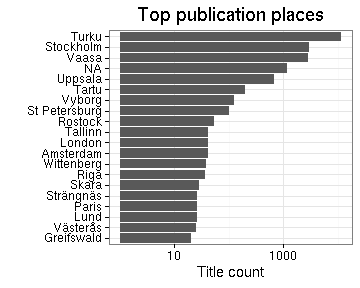 Top publication places
Turku
Stockholm
Vaasa
NA
Uppsala
Tartu
Vyborg
St Petersburg
Rostock
Tallinn
London
Amsterdam
Wittenberg
Riga
Skara
Strängnäs
Paris
Lund
Västerås
Greifswald
10 1000
Title count